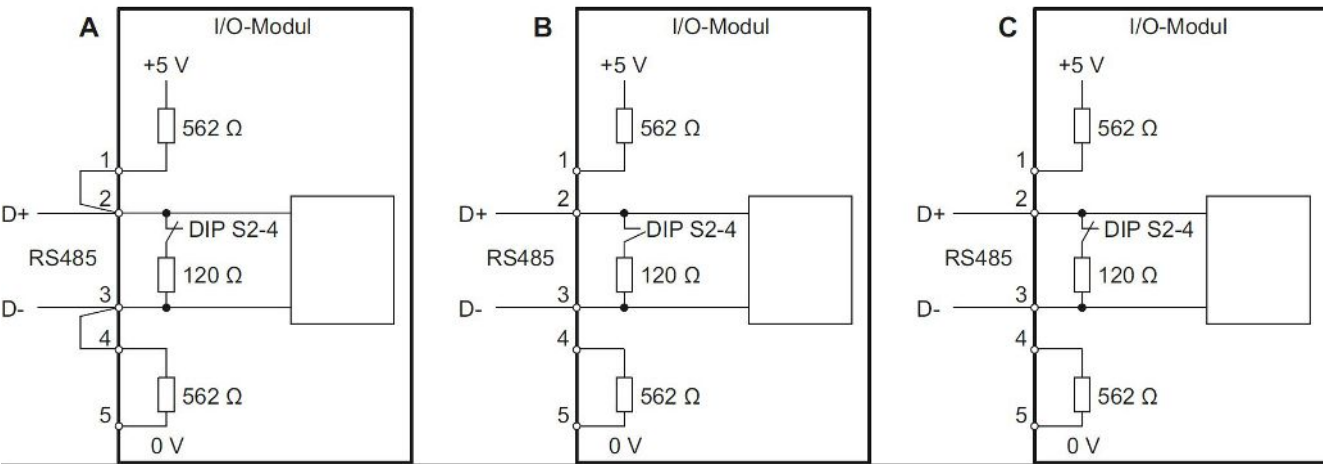 A
I/O-Modul
+5 V
562 Ω
1
2
D+
DIP S2-4
RS485
120 Ω
3
D-
4
562 Ω
5
0 V
B
I/O-Modul
+5 V
562 Ω
1
2
D+
DIP S2-4
RS485
120 Ω
3
D-
4
562 Ω
5
0 V
C
I/O-Modul
+5 V
562 Ω
1
2
D+
DIP S2-4
RS485
120 Ω
3
D-
4
562 Ω
5
0 V